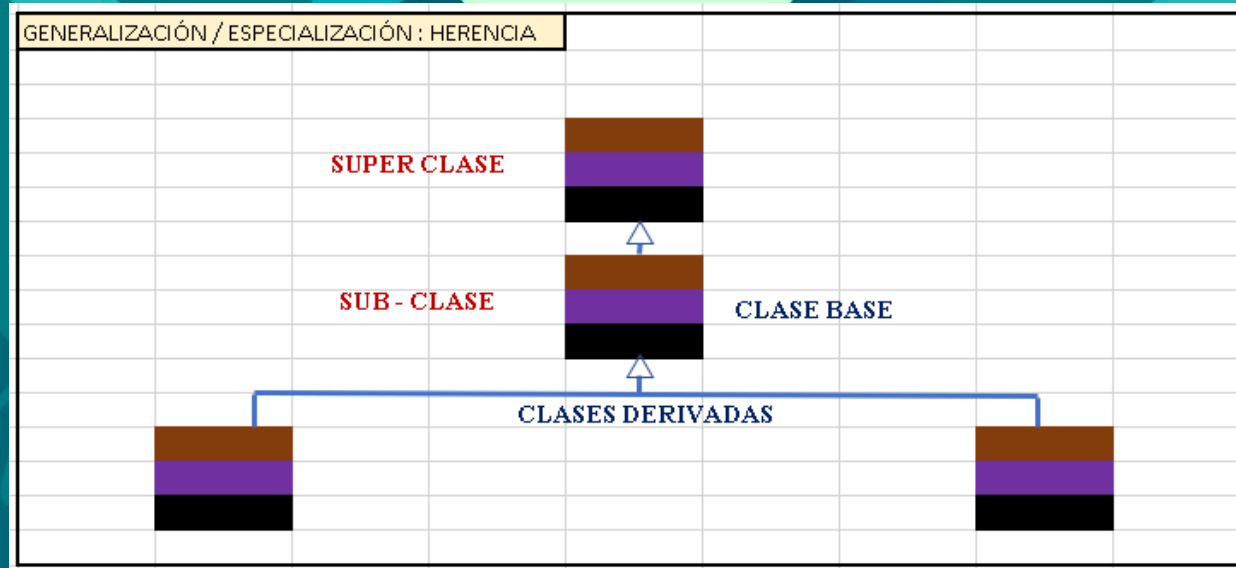 GENERALIZACIÓN / ESPECIALIZACIÓN : HERENCIA
SUPER CLASE
SUB - CLASE
CLASE BASE
CLASES DERIVADAS